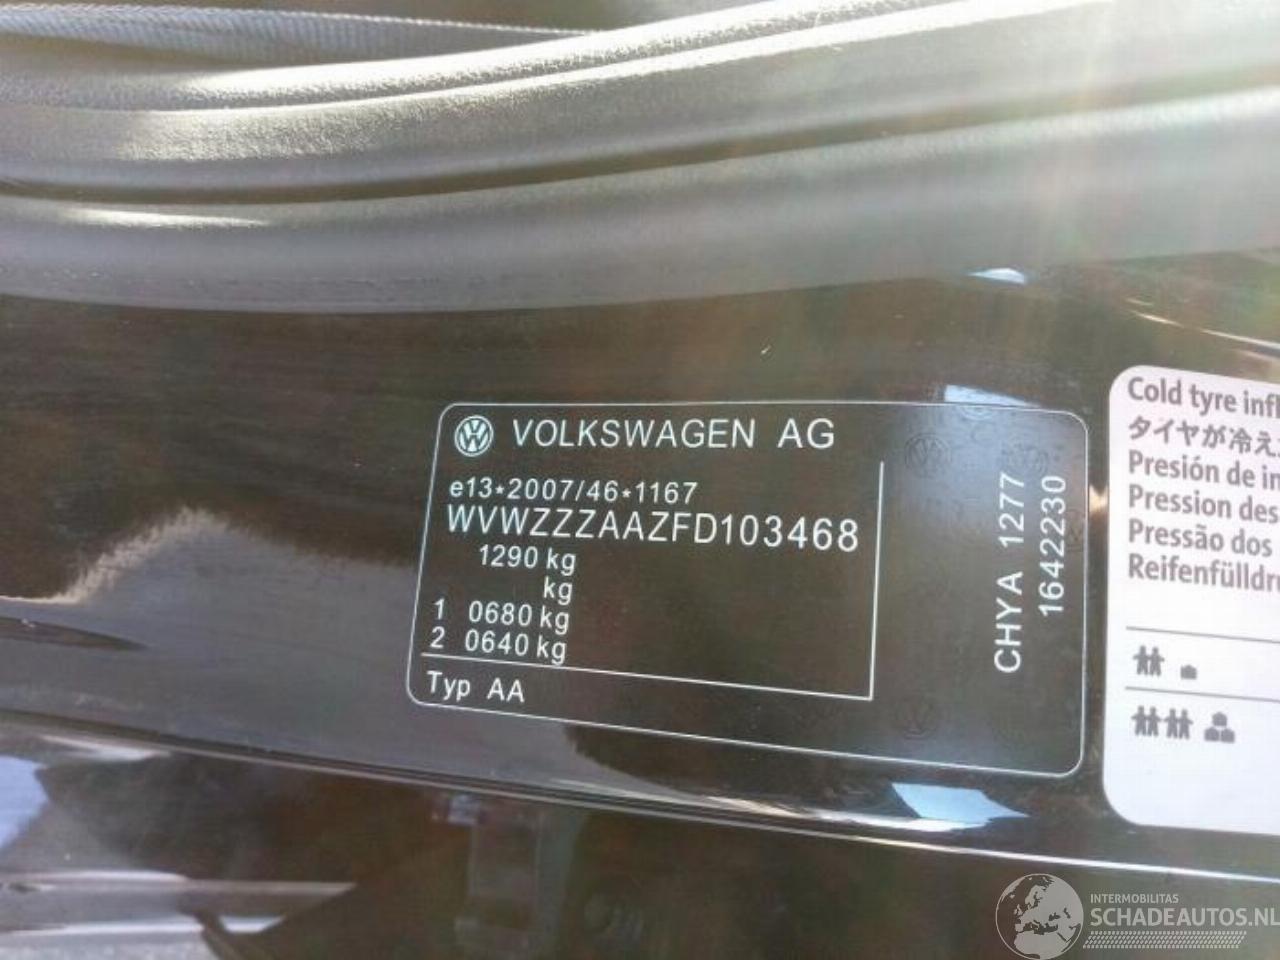 VOLKSWAGEN AG
e13*2007/46*1167
WVWZZZAAZFD103468
1290 kg
kg
1 0680 kg
2 0640 kg
Typ AA
CHYA 1277
1642230
Cold tyre infl
タイヤが冷え
Presión de in
Pression des
Pressão dos
Reifenfülldru
INTERMOBILITAS
SCHADEAUTOS.NL